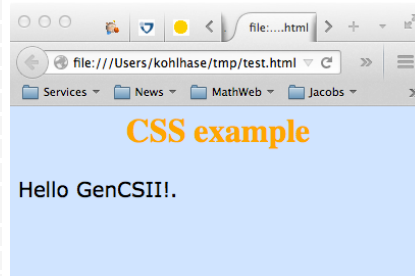 file:....html
file:///Users/kohlhase/tmp/test.html
Services News MathWeb Jacobs
CSS example
Hello GenCSII!.